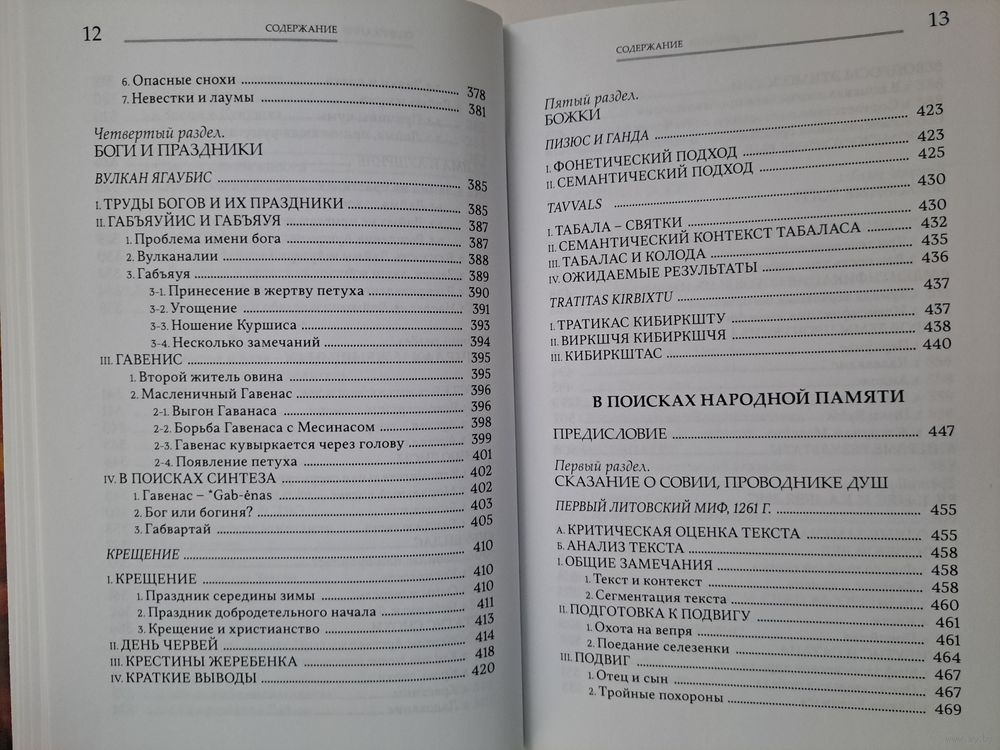 12
СОДЕРЖАНИЕ
6. Опасные снохи ........ 378
7. Невестки и лаумы ........ 381
Четвертый раздел.
БОГИ И ПРАЗДНИКИ
ВУЛКАН ЯГАУБИС ........ 385
I. ТРУДЫ БОГОВ И ИХ ПРАЗДНИКИ ........ 385
II. ГАБЪЯУЙИС И ГАБЪЯУЯ ........ 387
1. Проблема имени бога ........ 387
2. Вулканалии ........ 388
3. Габъяуя ........ 389
3-1. Принесение в жертву петуха ........ 390
3-2. Угощение ........ 391
3-3. Ношение Куршиса ........ 393
3-4. Несколько замечаний ........ 394
III. ГАВЕНИС ........ 395
1. Второй житель овина ........ 395
2. Масленичный Гавенас ........ 396
2-1. Выгон Гаванаса ........ 396
2-2. Борьба Гавенаса с Месинасом ........ 398
2-3. Гавенас кувыркается через голову ........ 399
2-4. Появление петуха ........ 401
IV. В ПОИСКАХ СИНТЕЗА ........ 402
1. Гавенас – *Gab-ėnas ........ 402
2. Бог или богиня? ........ 403
3. Габвартай ........ 405
КРЕЩЕНИЕ ........ 410
I. КРЕЩЕНИЕ ........ 410
1. Праздник середины зимы ........ 410
2. Праздник добродетельного начала ........ 411
3. Крещение и христианство ........ 413
II. ДЕНЬ ЧЕРВЕЙ ........ 414
III. КРЕСТИНЫ ЖЕРЕБЕНКА ........ 418
IV. КРАТКИЕ ВЫВОДЫ ........ 420
13
СОДЕРЖАНИЕ
Пятый раздел.
БОЖКИ ........ 423
ПИЗЮС И ГАНДА ........ 423
I. ФОНЕТИЧЕСКИЙ ПОДХОД ........ 423
II. СЕМАНТИЧЕСКИЙ ПОДХОД ........ 425
TAVVALS ........ 430
I. ТАБАЛА – СВЯТКИ ........ 430
II. СЕМАНТИЧЕСКИЙ КОНТЕКСТ ТАБАЛАСА ........ 432
III. ТАБАЛАС И КОЛОДА ........ 435
IV. ОЖИДАЕМЫЕ РЕЗУЛЬТАТЫ ........ 436
TRATITAS KIRBIXTU ........ 437
I. ТРАТИКАС КИБИРКШТУ ........ 437
II. ВИРКШЧЯ КИБИРКШЧЯ ........ 438
III. КИБИРКШТАС ........ 440
В ПОИСКАХ НАРОДНОЙ ПАМЯТИ
ПРЕДИСЛОВИЕ ........ 447
Первый раздел.
СКАЗАНИЕ О СОВИИ, ПРОВОДНИКЕ ДУШ
ПЕРВЫЙ ЛИТОВСКИЙ МИФ, 1261 Г. ........ 455
А. КРИТИЧЕСКАЯ ОЦЕНКА ТЕКСТА ........ 455
Б. АНАЛИЗ ТЕКСТА ........ 458
I. ОБЩИЕ ЗАМЕЧАНИЯ ........ 458
1. Текст и контекст ........ 458
2. Сегментация текста ........ 460
II. ПОДГОТОВКА К ПОДВИГУ ........ 461
1. Охота на вепря ........ 461
2. Поедание селезенки ........ 464
III. ПОДВИГ ........ 467
1. Отец и сын ........ 467
2. Тройные похороны ........ 469